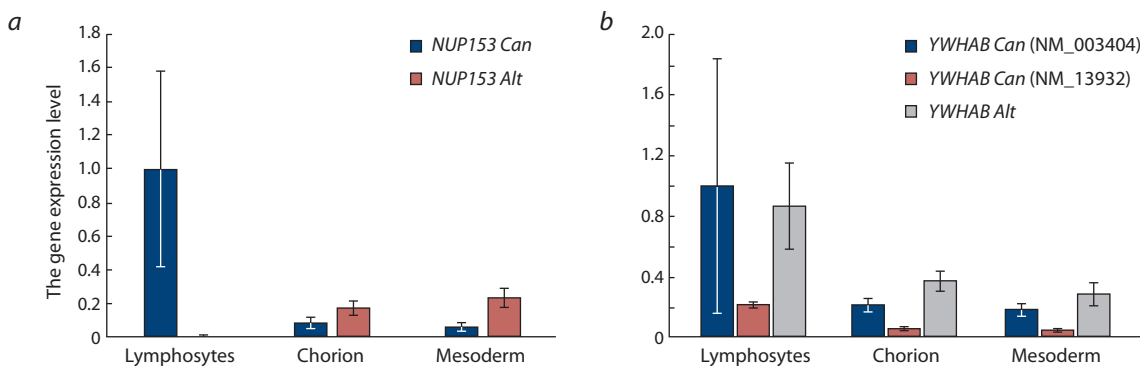 a
The gene expression level
1.8
1.6
1.4
1.2
1.0
0.8
0.6
0.4
0.2
0
NUP153 Can
NUP153 Alt
Lymphosytes Chorion Mesoderm
b
2.0
1.6
1.2
0.8
0.4
0
YWHAB Can (NM_003404)
YWHAB Can (NM_13932)
YWHAB Alt
Lymphosytes Chorion Mesoderm